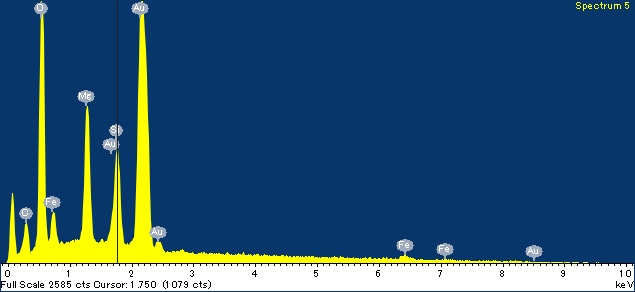 Spectrum 5
O Au
Mg
Si
Au
Fe
O Au
Fe Fe Au
0 1 2 3 4 5 6 7 8 9 10
Full Scale 2585 cts Cursor: 1.750 (1079 cts) keV